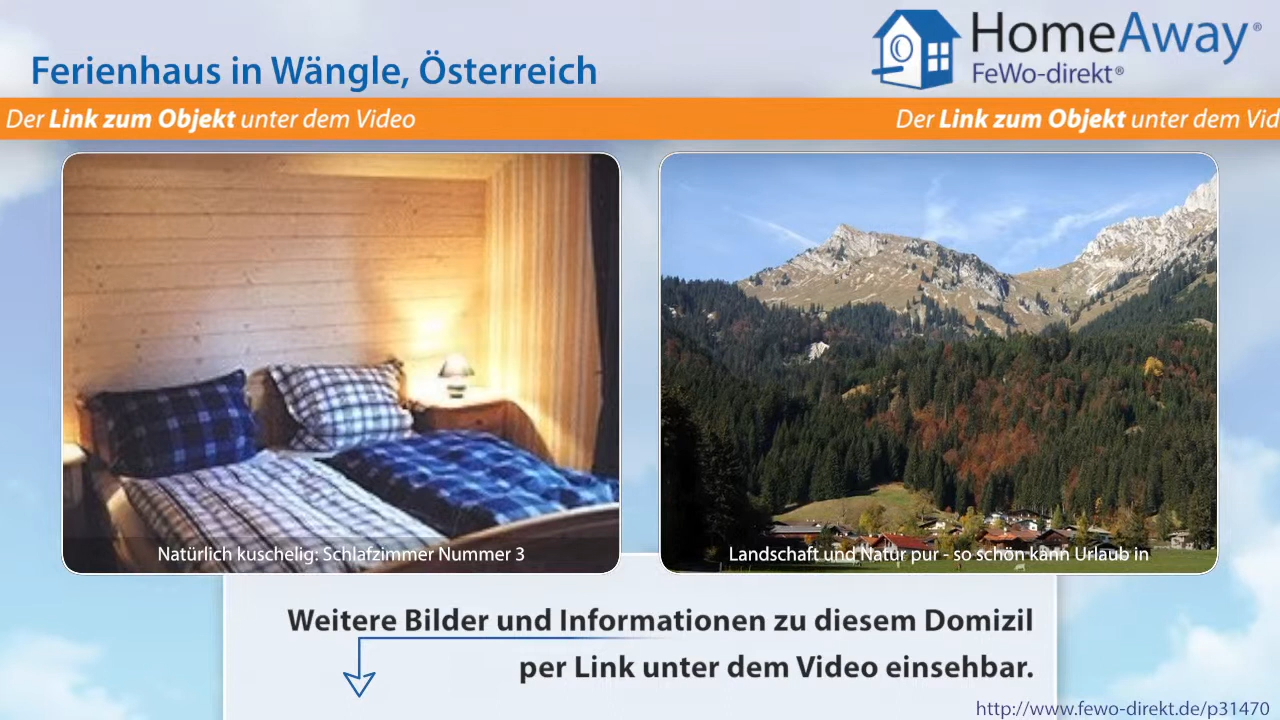 Ferienhaus in Wängle, Österreich
HomeAway®
FeWo-direkt®
Der Link zum Objekt unter dem Video
Der Link zum Objekt unter dem Vid
Natürlich kuschelig: Schlafzimmer Nummer 3
Landschaft und Natur pur - so schön kann Urlaub in
Weitere Bilder und Informationen zu diesem Domizil
per Link unter dem Video einsehbar.
http://www.fewo-direkt.de/p31470